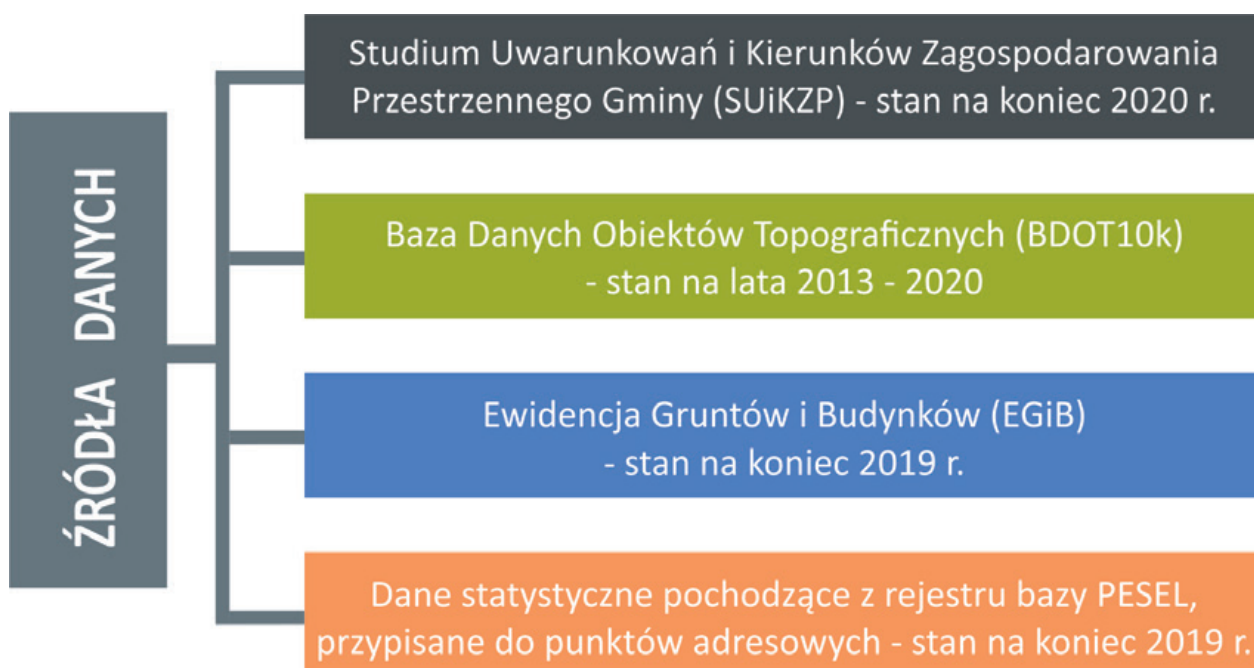 ŹRÓDŁA DANYCH
Studium Uwarunkowań i Kierunków Zagospodarowania
Przestrzennego Gminy (SUiKZP) - stan na koniec 2020 r.
Baza Danych Obiektów Topograficznych (BDOT10k)
- stan na lata 2013 - 2020
Ewidencja Gruntów i Budynków (EGiB)
- stan na koniec 2019 r.
Dane statystyczne pochodzące z rejestru bazy PESEL,
przypisane do punktów adresowych - stan na koniec 2019 r.